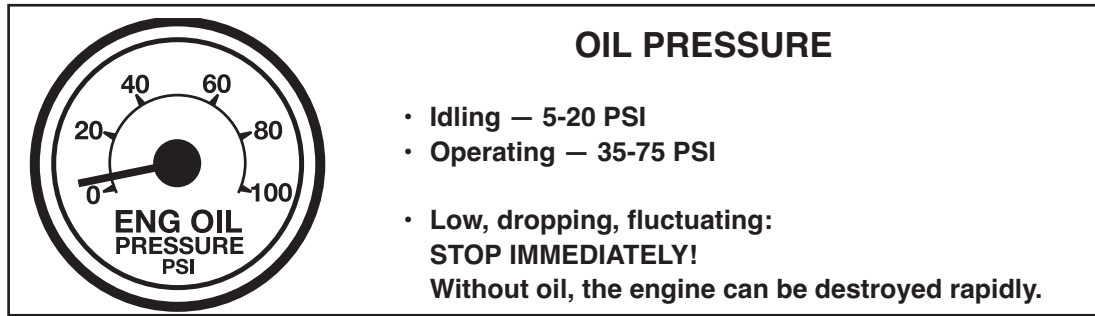 40 60
20 80
0 100
ENG OIL
PRESSURE
PSI
OIL PRESSURE
• Idling — 5-20 PSI
• Operating — 35-75 PSI
• Low, dropping, fluctuating:
STOP IMMEDIATELY!
Without oil, the engine can be destroyed rapidly.